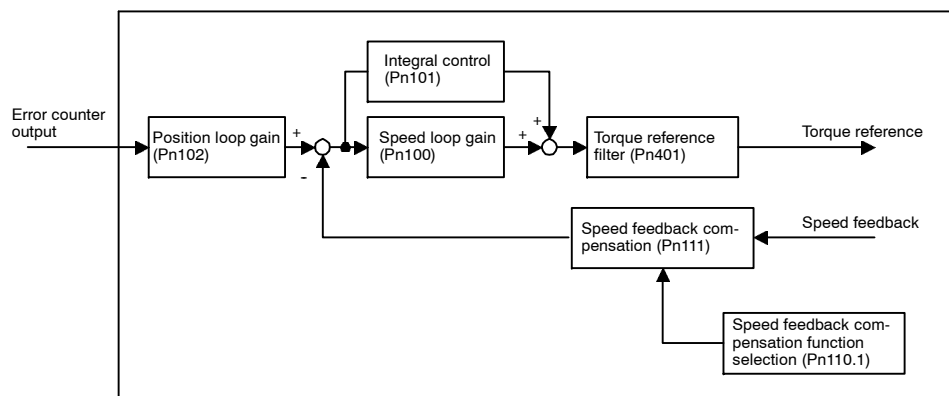 Integral control
(Pn101)
Error counter
output
+
Position loop gain
(Pn102)
+
Speed loop gain
(Pn100)
+
Torque reference
filter (Pn401)
Torque reference
-
Speed feedback com-
pensation (Pn111)
Speed feedback
Speed feedback com-
pensation function
selection (Pn110.1)